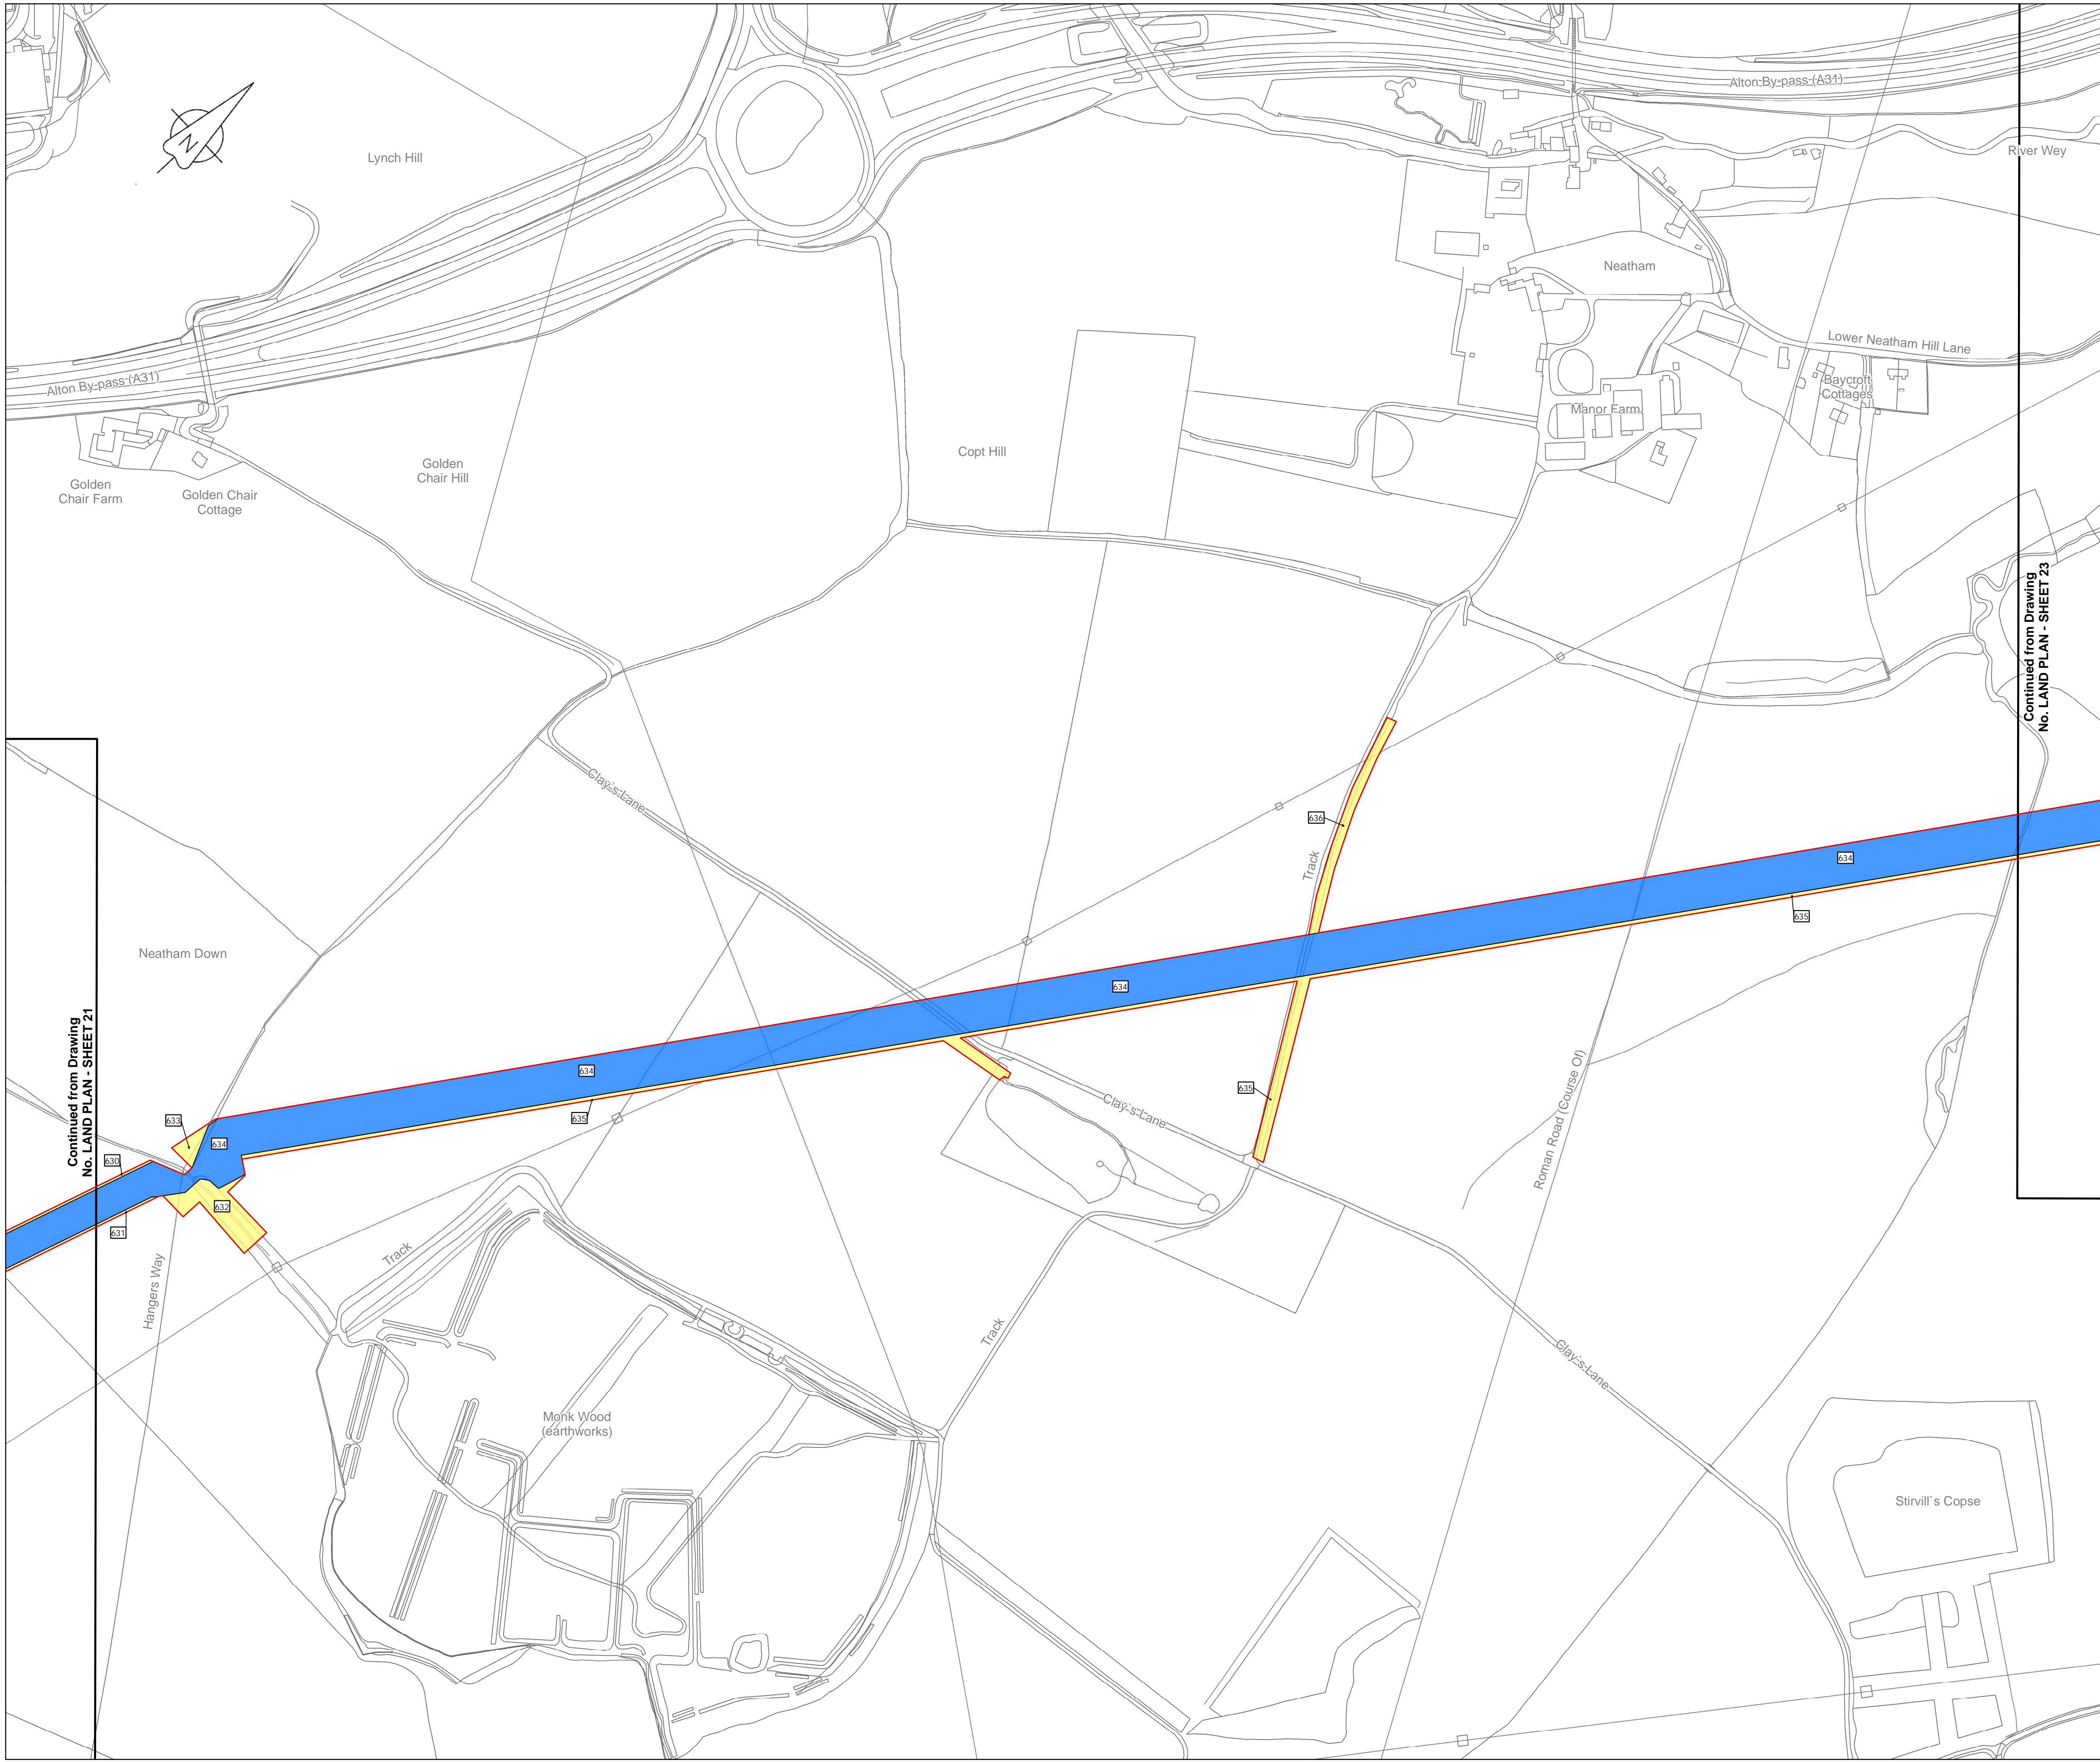 Alton By-pass (A31)
River Wey
Lynch Hill
N
Neatham
Lower Neatham Hill Lane
Alton By-pass (A31)
Baycroft
Cottages
Manor Farm
Copt Hill
Golden
Chair Hill
Golden
Chair Farm
Golden Chair
Cottage
Continued from Drawing
No. LAND PLAN - SHEET 23
Clay`s Lane
636
Track
634
635
Neatham Down
634
Continued from Drawing
No. LAND PLAN - SHEET 21
634
635
635
Clay`s Lane
Roman Road (Course Of)
633
634
630
632
631
Hangers Way
Track
Track
Clay`s Lane
Monk Wood
(earthworks)
Stirvill`s Copse